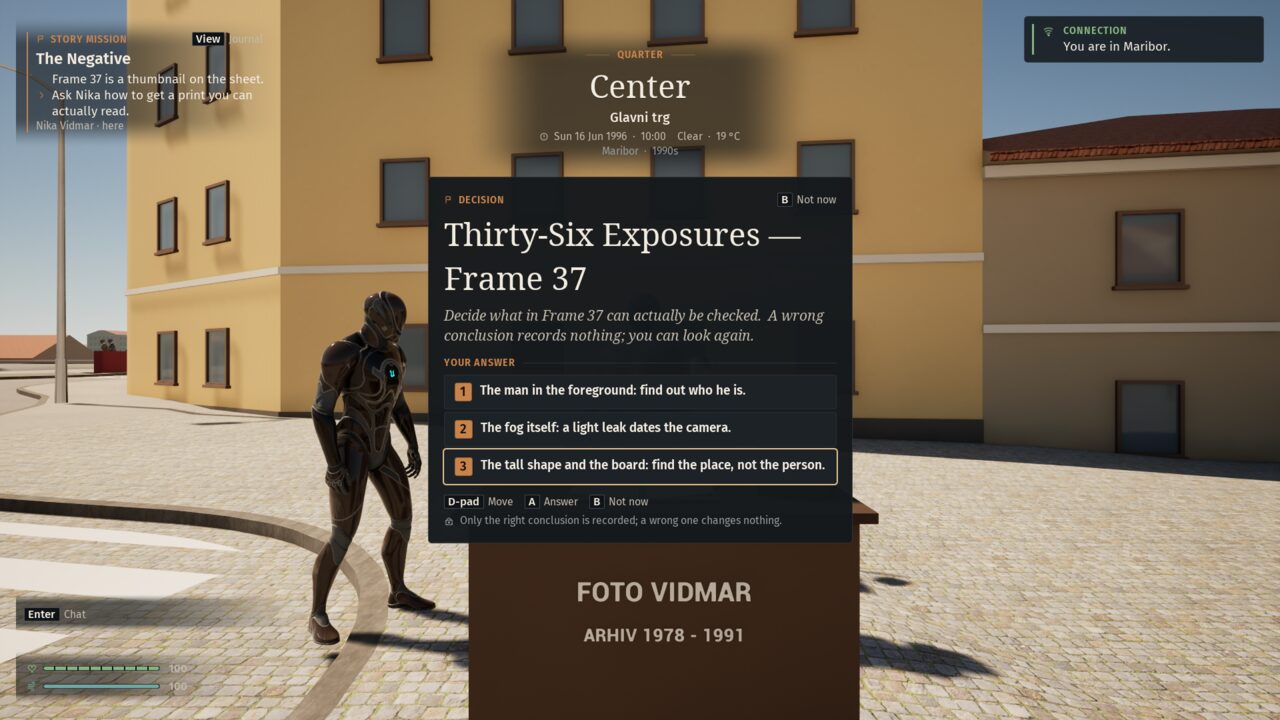 STORY MISSION
View Journal
The Negative
Frame 37 is a thumbnail on the sheet.
Ask Nika how to get a print you can
actually read.
Nika Vidmar · here
QUARTER
Center
Glavni trg
Sun 16 Jun 1996 · 10:00 Clear · 19 °C
Maribor · 1990s
CONNECTION
You are in Maribor.
DECISION
B Not now
Thirty-Six Exposures —
Frame 37
Decide what in Frame 37 can actually be checked. A wrong
conclusion records nothing; you can look again.
YOUR ANSWER
1 The man in the foreground: find out who he is.
2 The fog itself: a light leak dates the camera.
3 The tall shape and the board: find the place, not the person.
D-pad Move A Answer B Not now
Only the right conclusion is recorded; a wrong one changes nothing.
FOTO VIDMAR
ARHIV 1978 - 1991
Enter Chat
100
100